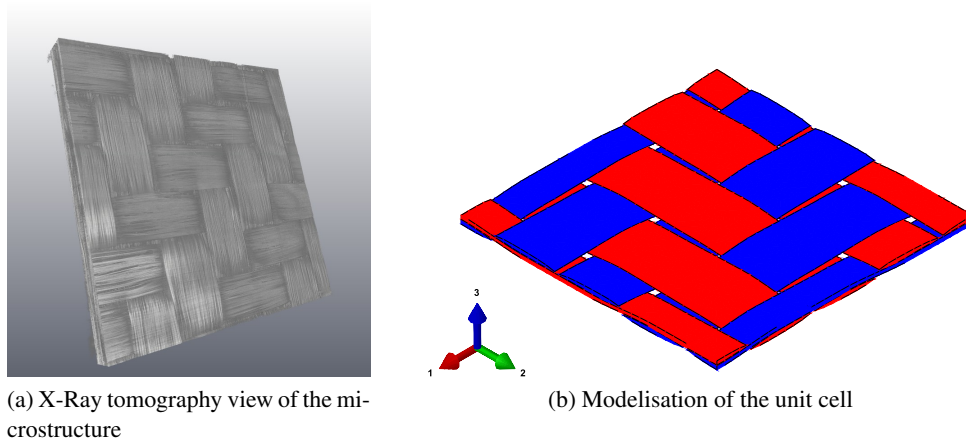 3
1
2
(a) X-Ray tomography view of the mi-
crostructure
(b) Modelisation of the unit cell